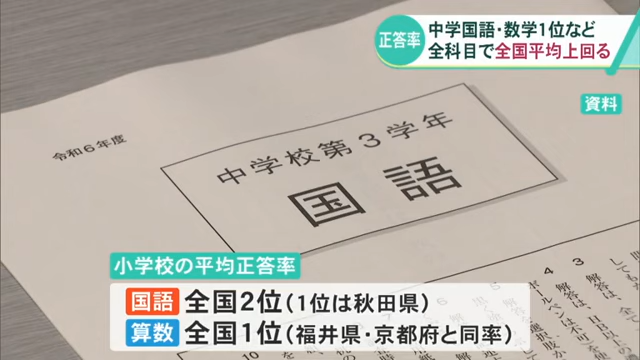 正答率
中学国語・数学1位など
全科目で全国平均上回る
資料
令和6年度
中学校第3学年
国語
小学校の平均正答率
国語 全国2位(1位は秋田県)
算数 全国1位(福井県・京都府と同率)